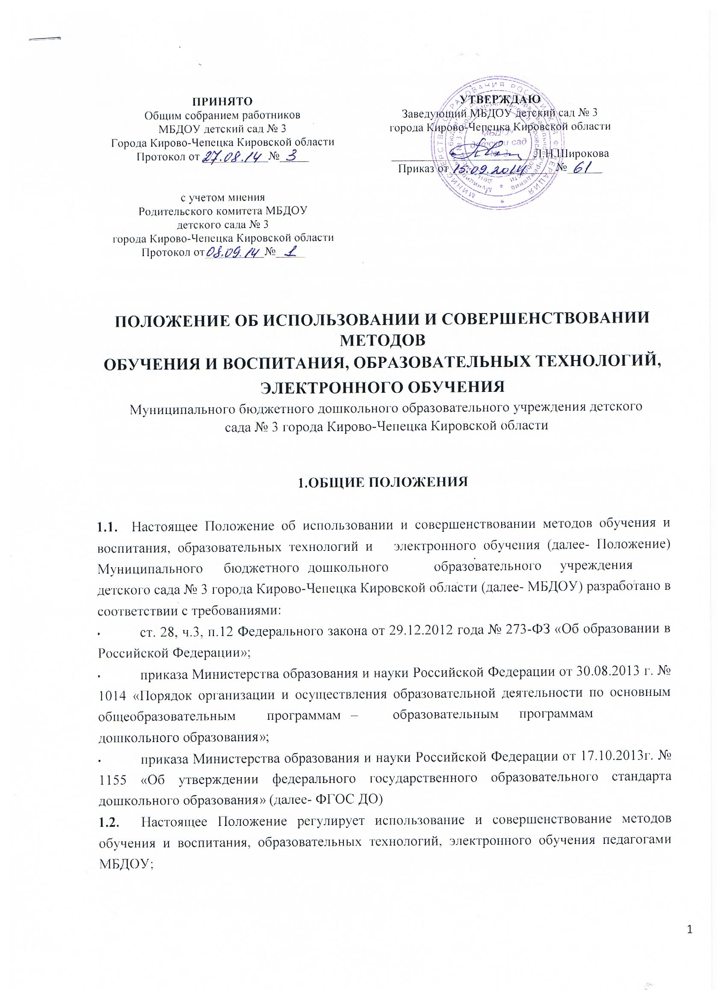 ПРИНЯТО
Общим собранием работников
МБДОУ детский сад № 3
Города Кирово-Чепецка Кировской области
Протокол от 27.08.14 № 3
с учетом мнения
Родительского комитета МБДОУ
детского сада № 3
города Кирово-Чепецка Кировской области
Протокол от 08.09.14 № 1
УТВЕРЖДАЮ
Заведующий МБДОУ детский сад № 3
города Кирово-Чепецка Кировской области
Л.Н.Широкова
Приказ от 15.09.2014 № 61
МИНИСТЕРСТВО ОБРАЗОВАНИЯ РОССИЙСКАЯ ФЕДЕРАЦИЯ
МБДОУ
детский сад
№ 3
ПОЛОЖЕНИЕ ОБ ИСПОЛЬЗОВАНИИ И СОВЕРШЕНСТВОВАНИИ
МЕТОДОВ
ОБУЧЕНИЯ И ВОСПИТАНИЯ, ОБРАЗОВАТЕЛЬНЫХ ТЕХНОЛОГИЙ,
ЭЛЕКТРОННОГО ОБУЧЕНИЯ
Муниципального бюджетного дошкольного образовательного учреждения детского
сада № 3 города Кирово-Чепецка Кировской области
1.ОБЩИЕ ПОЛОЖЕНИЯ
1.1. Настоящее Положение об использовании и совершенствовании методов обучения и
воспитания, образовательных технологий и электронного обучения (далее- Положение)
Муниципального бюджетного дошкольного образовательного учреждения
детского сада № 3 города Кирово-Чепецка Кировской области (далее- МБДОУ) разработано в
соответствии с требованиями:
• ст. 28, ч.3, п.12 Федерального закона от 29.12.2012 года № 273-ФЗ «Об образовании в
Российской Федерации»;
• приказа Министерства образования и науки Российской Федерации от 30.08.2013 г. №
1014 «Порядок организации и осуществления образовательной деятельности по основным
общеобразовательным программам – образовательным программам
дошкольного образования»;
• приказа Министерства образования и науки Российской Федерации от 17.10.2013г. №
1155 «Об утверждении федерального государственного образовательного стандарта
дошкольного образования» (далее- ФГОС ДО)
1.2. Настоящее Положение регулирует использование и совершенствование методов
обучения и воспитания, образовательных технологий, электронного обучения педагогами
МБДОУ;
1